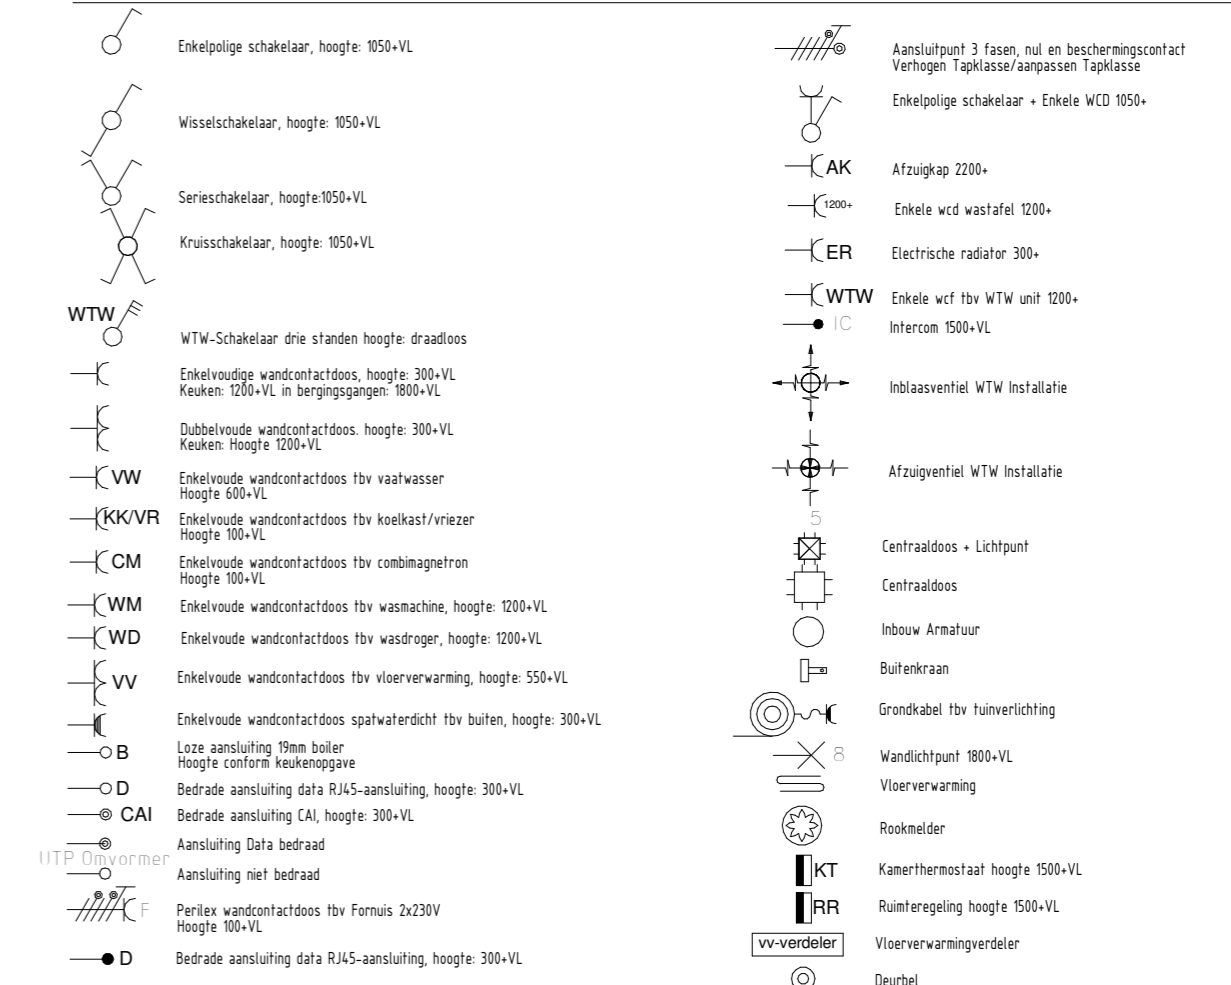 Enkelpolige schakelaar, hoogte: 1050+VL
Wisselschakelaar, hoogte: 1050+VL
Serieschakelaar, hoogte:1050+VL
Kruisschakelaar, hoogte: 1050+VL
WTW
WTW-Schakelaar drie standen hoogte: draadloos
Enkelvoudige wandcontactdoos, hoogte: 300+VL
Keuken: 1200+VL in bergingsgangen: 1800+VL
Dubbelvoude wandcontactdoos. hoogte: 300+VL
Keuken: Hoogte 1200+VL
VW
Enkelvoude wandcontactdoos tbv vaatwasser
Hoogte 600+VL
KK/VR
Enkelvoude wandcontactdoos tbv koelkast/vriezer
Hoogte 100+VL
CM
Enkelvoude wandcontactdoos tbv combimagnetron
Hoogte 100+VL
WM
Enkelvoude wandcontactdoos tbv wasmachine, hoogte: 1200+VL
WD
Enkelvoude wandcontactdoos tbv wasdroger, hoogte: 1200+VL
VV
Enkelvoude wandcontactdoos tbv vloerverwarming, hoogte: 550+VL
Enkelvoude wandcontactdoos spatwaterdicht tbv buiten, hoogte: 300+VL
B
Loze aansluiting 19mm boiler
Hoogte conform keukenopgave
D
Bedrade aansluiting data RJ45-aansluiting, hoogte: 300+VL
CAI
Bedrade aansluiting CAI, hoogte: 300+VL
Aansluiting Data bedraad
UTP Omvormer
Aansluiting niet bedraad
F
Perilex wandcontactdoos tbv Fornuis 2x230V
Hoogte 100+VL
D
Bedrade aansluiting data RJ45-aansluiting, hoogte: 300+VL
Aansluitpunt 3 fasen, nul en beschermingscontact
Verhogen Tapklasse/aanpassen Tapklasse
Enkelpolige schakelaar + Enkele WCD 1050+
AK
Afzuigkap 2200+
1200+
Enkele wcd wastafel 1200+
ER
Electrische radiator 300+
WTW
Enkele wcf tbv WTW unit 1200+
IC
Intercom 1500+VL
Inblaasventiel WTW Installatie
Afzuigventiel WTW Installatie
5
Centraaldoos + Lichtpunt
Centraaldoos
Inbouw Armatuur
Buitenkraan
Grondkabel tbv tuinverlichting
8
Wandlichtpunt 1800+VL
Vloerverwarming
Rookmelder
KT
Kamerthermostaat hoogte 1500+VL
RR
Ruimteregeling hoogte 1500+VL
vv-verdeler
Vloerverwarmingverdeler
Deurbel